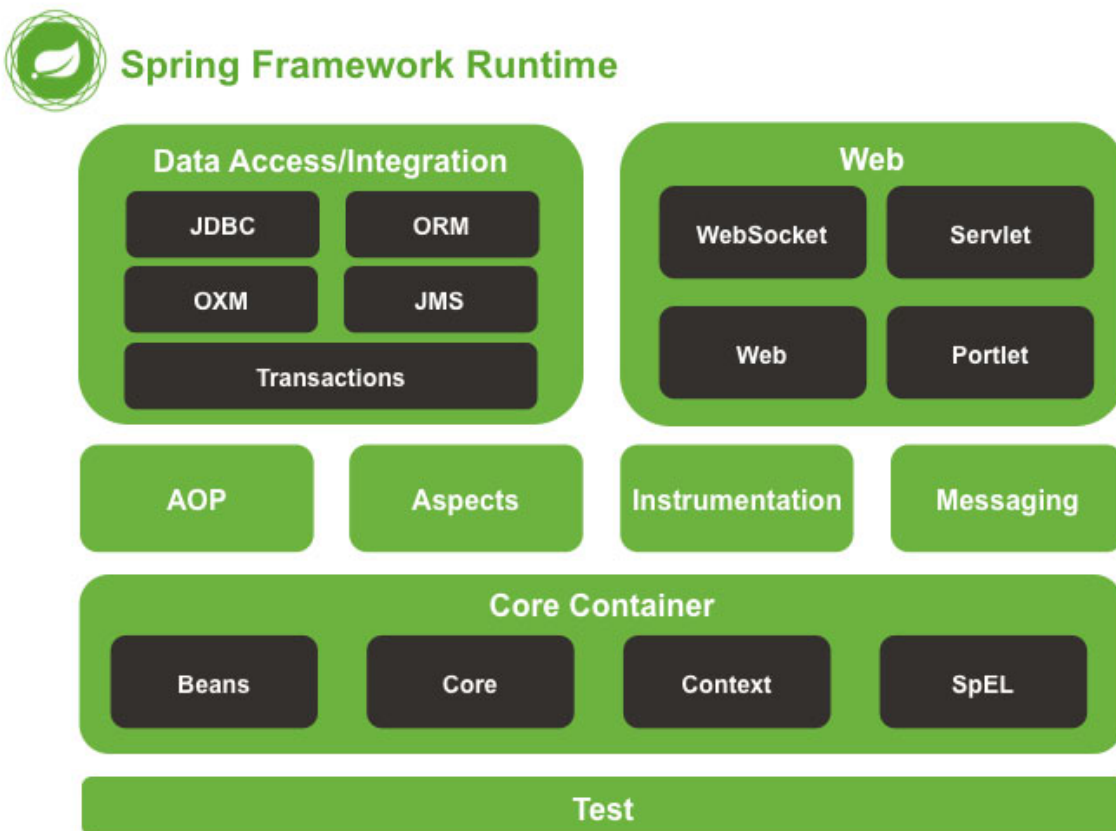 Spring Framework Runtime
Data Access/Integration
JDBC
ORM
OXM
JMS
Transactions
Web
WebSocket
Servlet
Web
Portlet
AOP
Aspects
Instrumentation
Messaging
Core Container
Beans
Core
Context
SpEL
Test